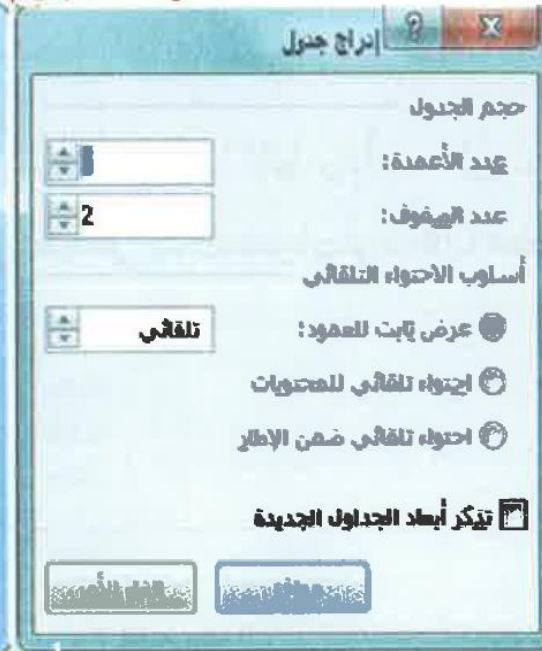 إدراج جدول
حجم الجدول
عدد الأعمدة:
عدد الصفوف: 2
أسلوب الاحتواء التلقائي
عرض ثابت للعمود: تلقائي
احتواء تلقائي للمحتويات
احتواء تلقائي ضمن الإطار
تذكر أبعاد الجداول الجديدة